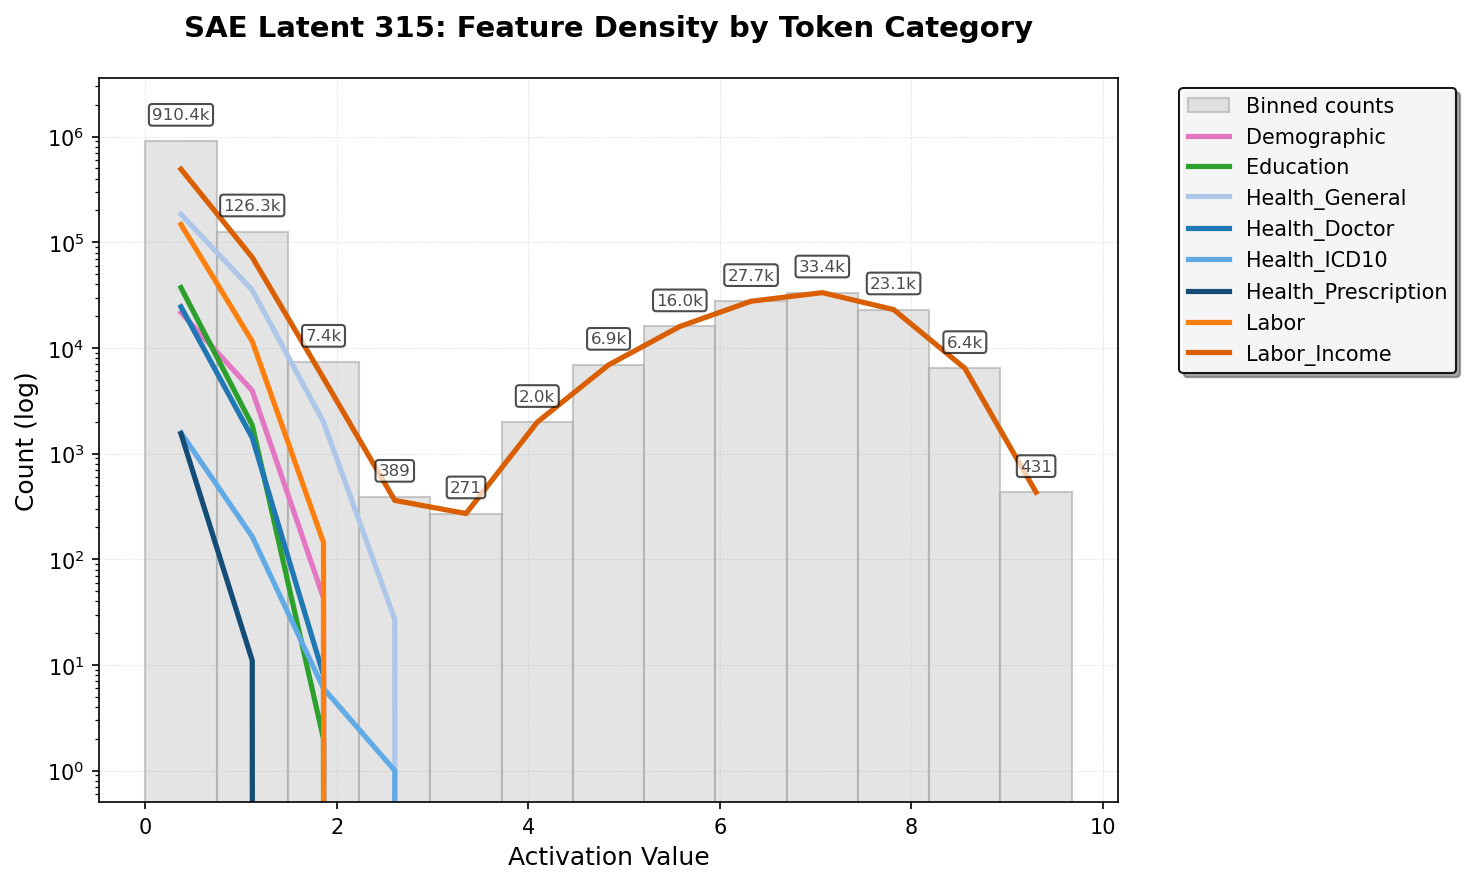 SAE Latent 315: Feature Density by Token Category
Count (log)
10⁶
10⁵
10⁴
10³
10²
10¹
10⁰
910.4k
126.3k
7.4k
389
271
2.0k
6.9k
16.0k
27.7k
33.4k
23.1k
6.4k
431
0
2
4
6
8
10
Activation Value
Binned counts
Demographic
Education
Health_General
Health_Doctor
Health_ICD10
Health_Prescription
Labor
Labor_Income